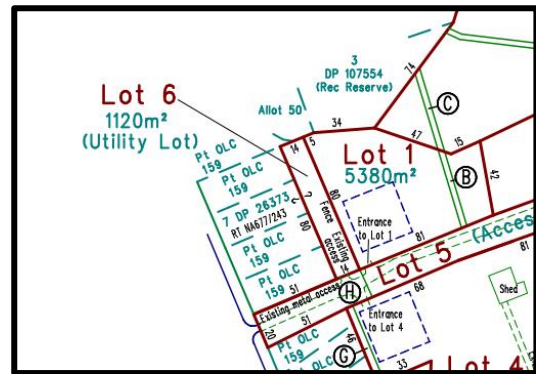 3
DP 107554
(Rec Reserve)
Lot 6
1120m²
(Utility Lot)
Allot 50
74
C
34
47
15
14
5
Lot 1
5380m²
Pt OLC
159
Pt OLC
159
7 DP 26373
RT NA677/243
Pt OLC
159
Pt OLC
159
80
80
Fence
Existing
access
B
42
Entrance
to Lot 1
81
(Acces
14
Lot 5
81
51
Existing metal access
H
68
Shed
20
51
Entrance
to Lot 4
Pt OLC
159
G
46
33
Lot 4